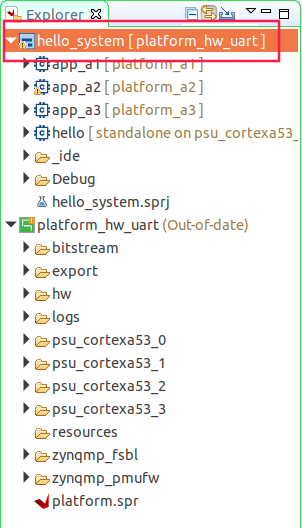 Explorer
hello_system [ platform_hw_uart ]
app_a1 [ platform_a1 ]
app_a2 [ platform_a2 ]
app_a3 [ platform_a3 ]
hello [ standalone on psu_cortexa53_
_ide
Debug
hello_system.sprj
platform_hw_uart (Out-of-date)
bitstream
export
hw
logs
psu_cortexa53_0
psu_cortexa53_1
psu_cortexa53_2
psu_cortexa53_3
resources
zynqmp_fsbl
zynqmp_pmufw
platform.spr